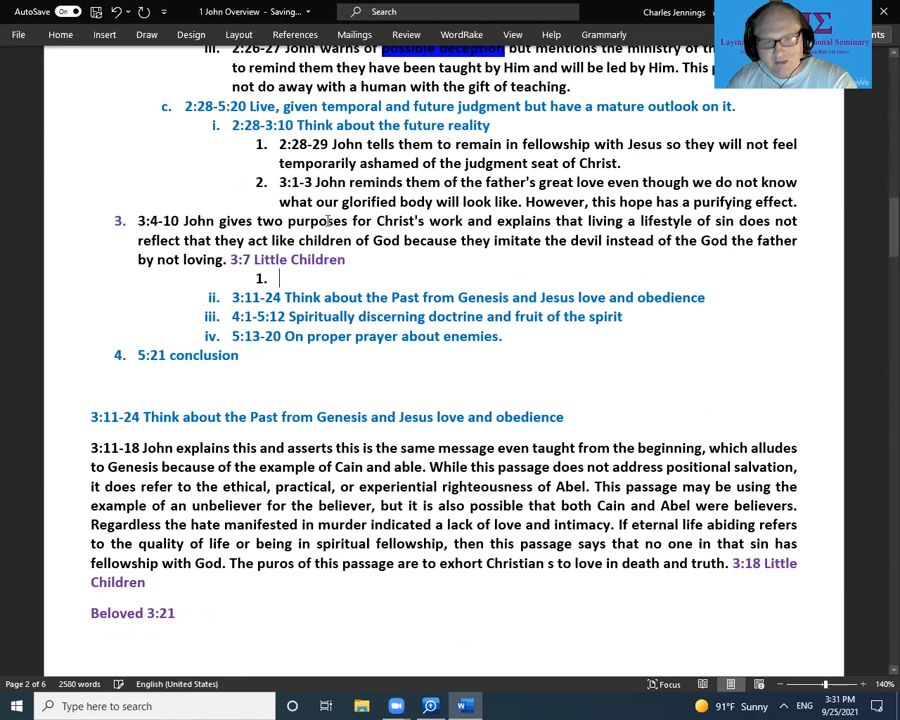 AutoSave On 1 John Overview - Saving... Search Charles Jennings
File Home Insert Draw Design Layout References Mailings Review View WordRake Help Grammarly
iii. 2:26-27 John warns of possible deception but mentions the ministry of
to remind them they have been taught by Him and will be led by Him. This
not do away with a human with the gift of teaching.
c. 2:28-5:20 Live, given temporal and future judgment but have a mature outlook on it.
i. 2:28-3:10 Think about the future reality
1. 2:28-29 John tells them to remain in fellowship with Jesus so they will not feel
temporarily ashamed of the judgment seat of Christ.
2. 3:1-3 John reminds them of the father's great love even though we do not know
what our glorified body will look like. However, this hope has a purifying effect.
3. 3:4-10 John gives two purposes for Christ's work and explains that living a lifestyle of sin does not
reflect that they act like children of God because they imitate the devil instead of the God the father
by not loving. 3:7 Little Children
1.
ii. 3:11-24 Think about the Past from Genesis and Jesus love and obedience
iii. 4:1-5:12 Spiritually discerning doctrine and fruit of the spirit
iv. 5:13-20 On proper prayer about enemies.
4. 5:21 conclusion
3:11-24 Think about the Past from Genesis and Jesus love and obedience
3:11-18 John explains this and asserts this is the same message even taught from the beginning, which alludes
to Genesis because of the example of Cain and able. While this passage does not address positional salvation,
it does refer to the ethical, practical, or experiential righteousness of Abel. This passage may be using the
example of an unbeliever for the believer, but it is also possible that both Cain and Abel were believers.
Regardless the hate manifested in murder indicated a lack of love and intimacy. If eternal life abiding refers
to the quality of life or being in spiritual fellowship, then this passage says that no one in that sin has
fellowship with God. The puros of this passage are to exhort Christian s to love in death and truth. 3:18 Little
Children
Beloved 3:21
Page 2 of 6 2580 words English (United States) Focus 140%
Type here to search 91°F Sunny ENG 3:31 PM
9/25/2021